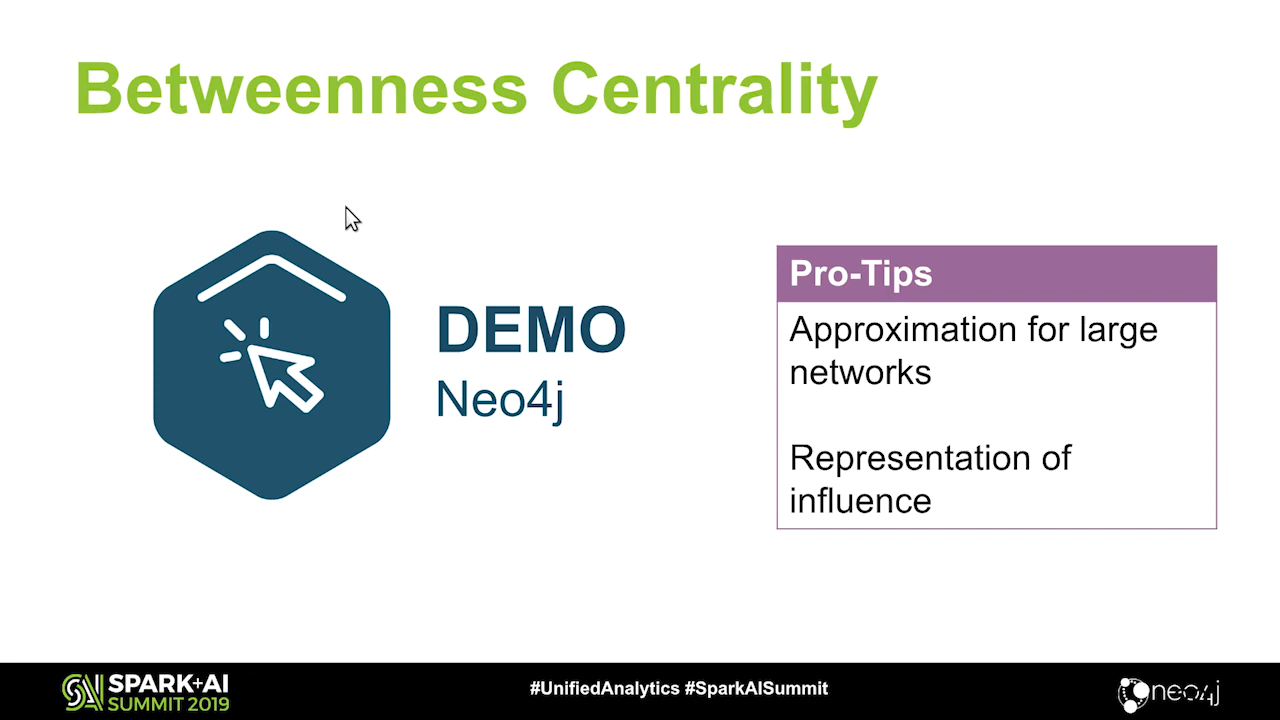 Betweenness Centrality
DEMO
Neo4j
Pro-Tips
Approximation for large
networks
Representation of
influence
SPARK+AI
SUMMIT 2019
#UnifiedAnalytics #SparkAISummit
neo4j